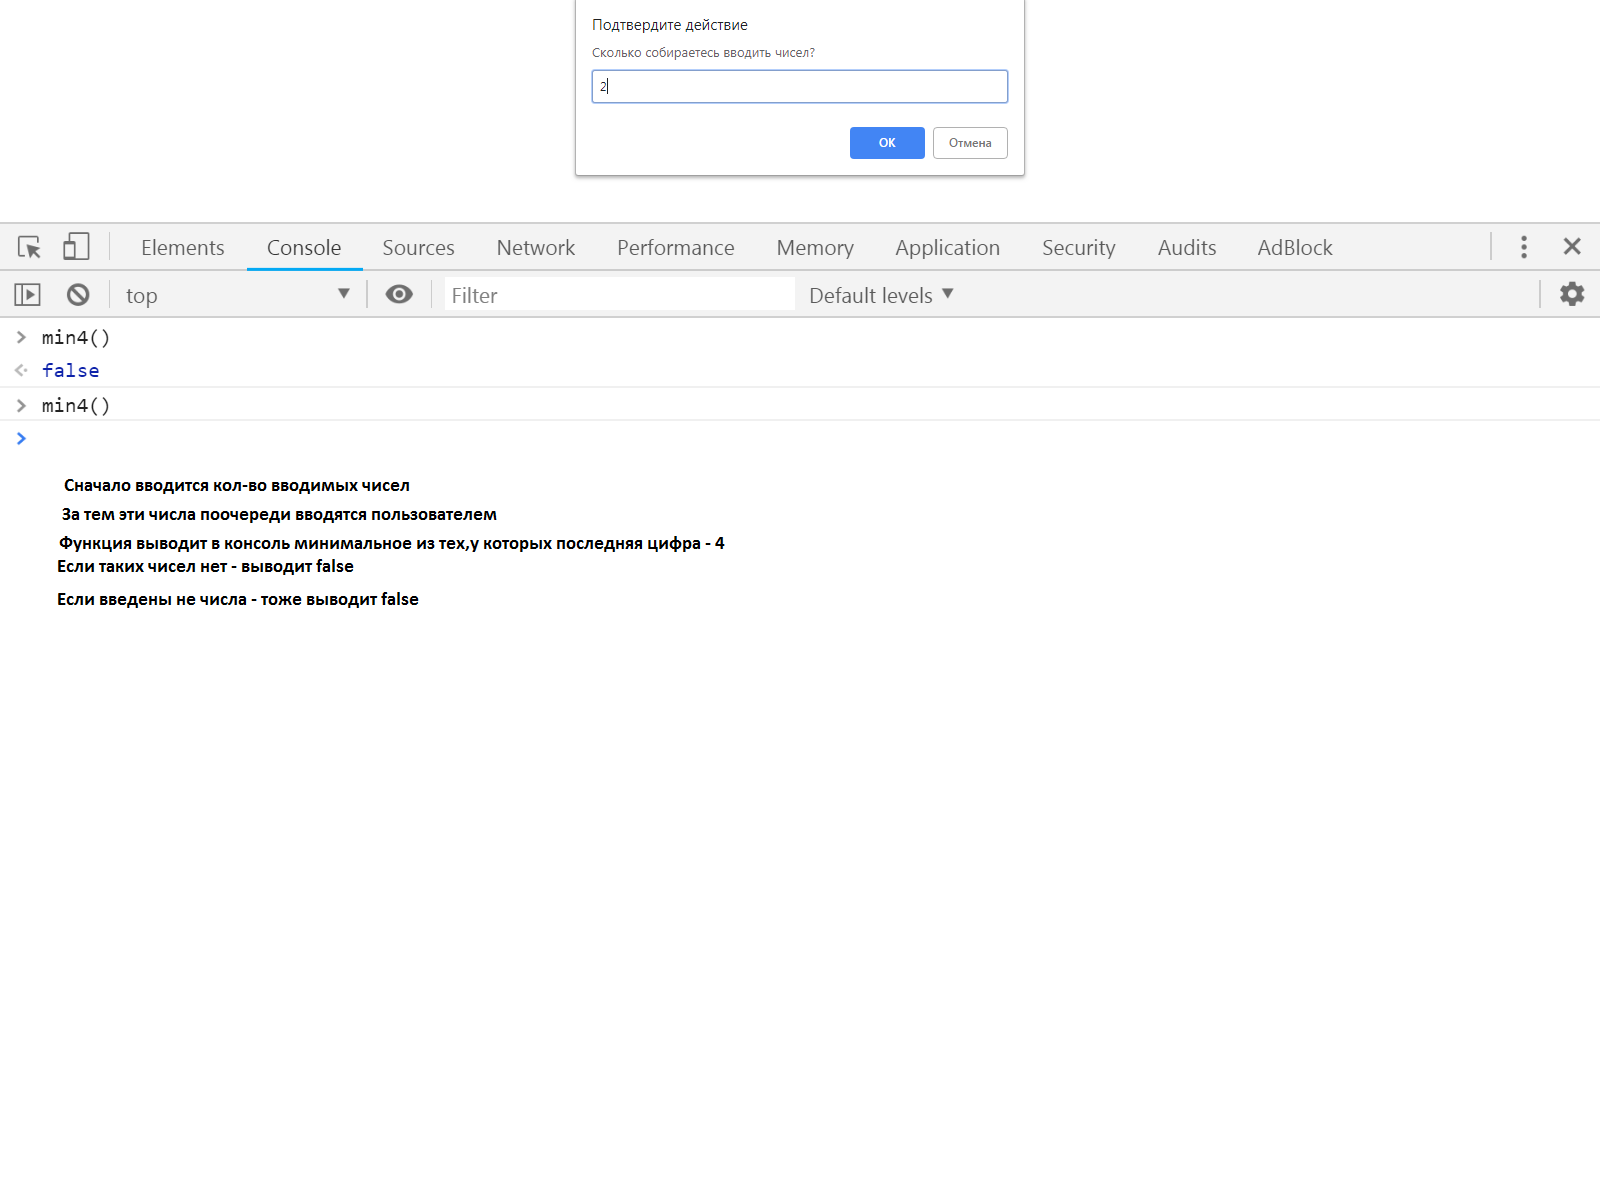 Подтвердите действие
Сколько собираетесь вводить чисел?
2
ОК
Отмена
Elements Console Sources Network Performance Memory Application Security Audits AdBlock
top Filter Default levels
min4()
false
min4()
Сначало вводится кол-во вводимых чисел
За тем эти числа поочереди вводятся пользователем
Функция выводит в консоль минимальное из тех,у которых последняя цифра - 4
Если таких чисел нет - выводит false
Если введены не числа - тоже выводит false